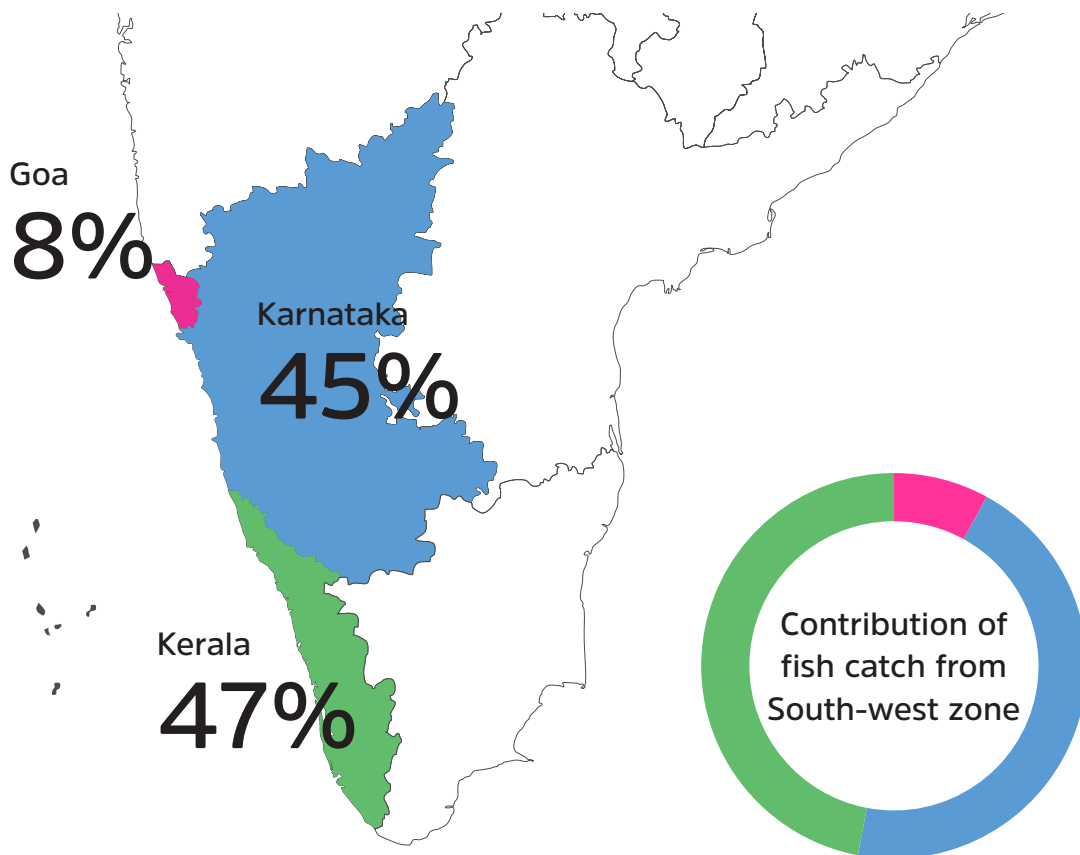 Goa
8%
Karnataka
45%
Kerala
47%
Contribution of
fish catch from
South-west zone